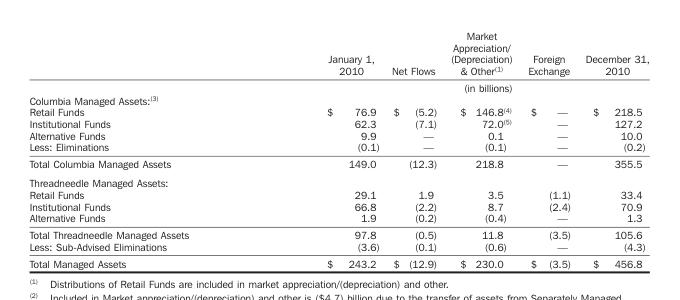 Market
Appreciation/
January 1, (Depreciation) Foreign December 31,
2010 Net Flows & Other(1) Exchange 2010
(in billions)
Columbia Managed Assets:(3)
Retail Funds $ 76.9 $ (5.2) $ 146.8(4) $ — $ 218.5
Institutional Funds 62.3 (7.1) 72.0(5) — 127.2
Alternative Funds 9.9 — 0.1 — 10.0
Less: Eliminations (0.1) — (0.1) — (0.2)
Total Columbia Managed Assets 149.0 (12.3) 218.8 — 355.5
Threadneedle Managed Assets:
Retail Funds 29.1 1.9 3.5 (1.1) 33.4
Institutional Funds 66.8 (2.2) 8.7 (2.4) 70.9
Alternative Funds 1.9 (0.2) (0.4) — 1.3
Total Threadneedle Managed Assets 97.8 (0.5) 11.8 (3.5) 105.6
Less: Sub-Advised Eliminations (3.6) (0.1) (0.6) — (4.3)
Total Managed Assets $ 243.2 $ (12.9) $ 230.0 $ (3.5) $ 456.8
(1) Distributions of Retail Funds are included in market appreciation/(depreciation) and other.
(2) Included in Market appreciation/(depreciation) and other is ($4.7) billion due to the transfer of assets from Separately Managed